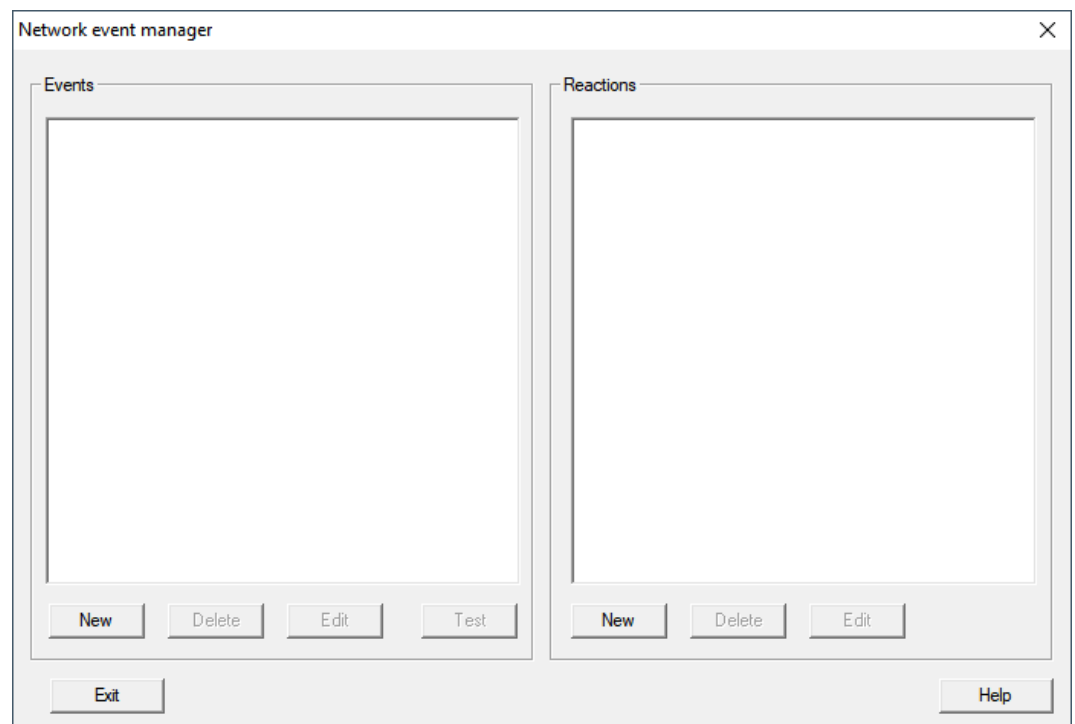 Network event manager
Events
Reactions
New Delete Edit Test
New Delete Edit
Exit
Help